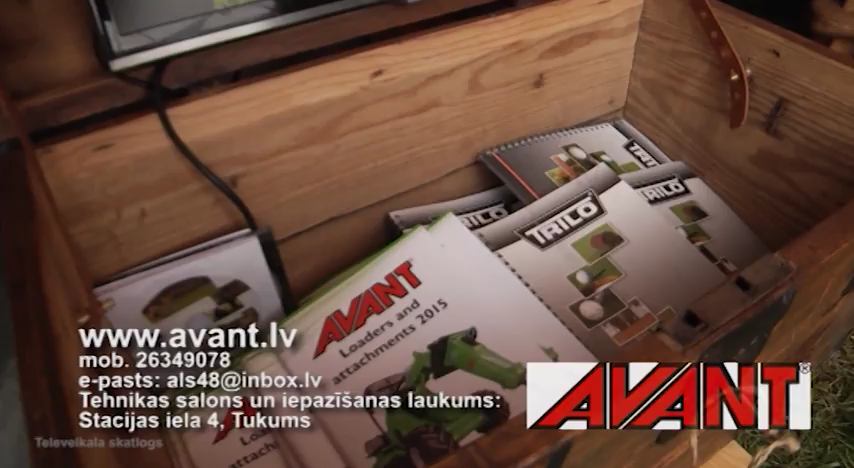 TRILO
TRILO
TRILO
TRILO
AVANT
Loaders and
attachments 2015
www.avant.lv
mob. 26349078
e-pasts: als48@inbox.lv
Tehnikas salons un iepazīšanas laukums:
Stacijas iela 4, Tukums
AVANT®
Televeikala skatlogs